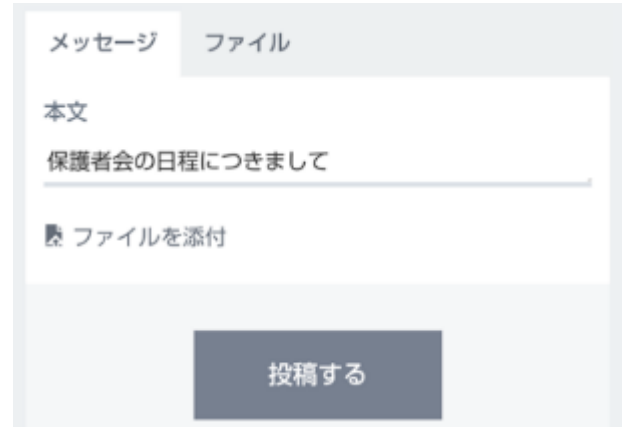 メッセージ ファイル
本文
保護者会の日程につきまして
ファイルを添付
投稿する